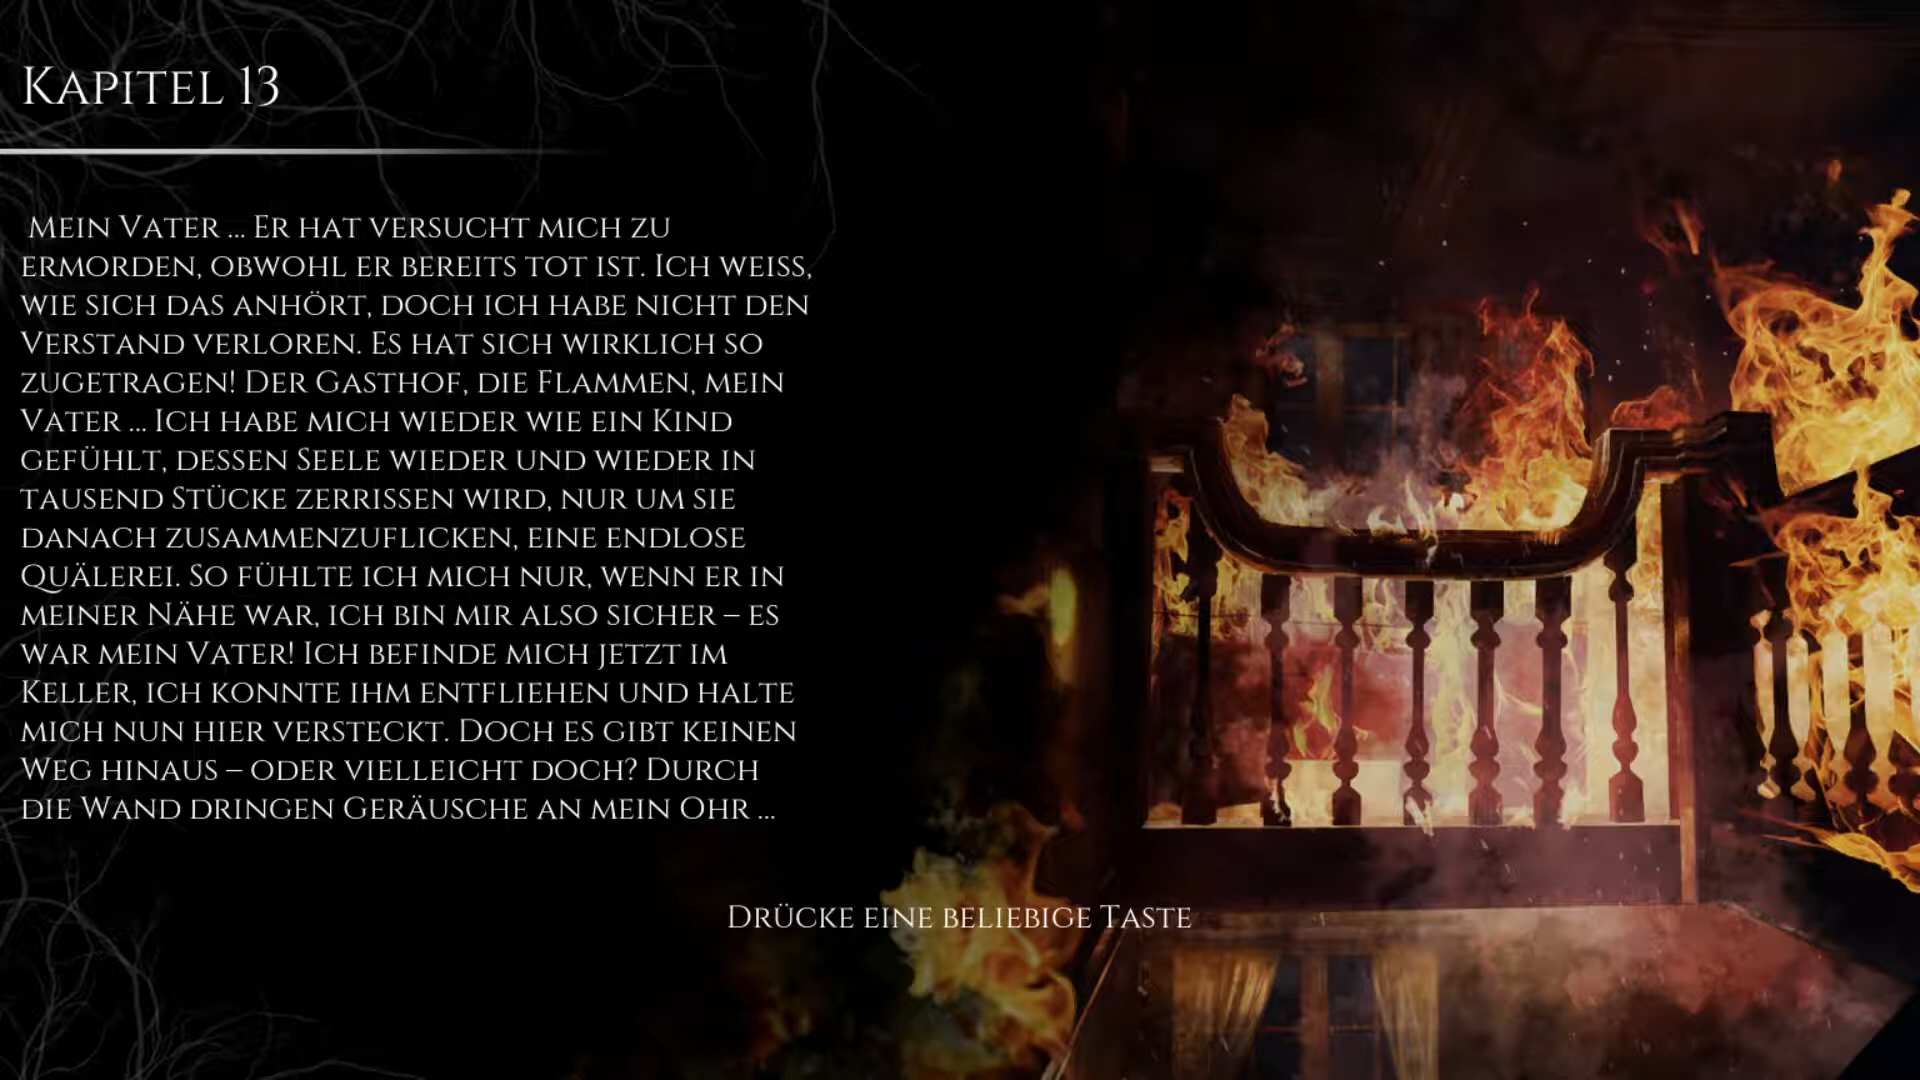 Kapitel 13
Mein Vater ... Er hat versucht mich zu
ermorden, obwohl er bereits tot ist. Ich weiss,
wie sich das anhört, doch ich habe nicht den
Verstand verloren. Es hat sich wirklich so
zugetragen! Der Gasthof, die Flammen, mein
Vater ... Ich habe mich wieder wie ein Kind
gefühlt, dessen Seele wieder und wieder in
tausend Stücke zerrissen wird, nur um sie
danach zusammenzuflicken, eine endlose
Quälerei. So fühlte ich mich nur, wenn er in
meiner Nähe war, ich bin mir also sicher – es
war mein Vater! Ich befinde mich jetzt im
Keller, ich konnte ihm entfliehen und halte
mich nun hier versteckt. Doch es gibt keinen
Weg hinaus – oder vielleicht doch? Durch
die Wand dringen Geräusche an mein Ohr ...
Drücke eine beliebige Taste